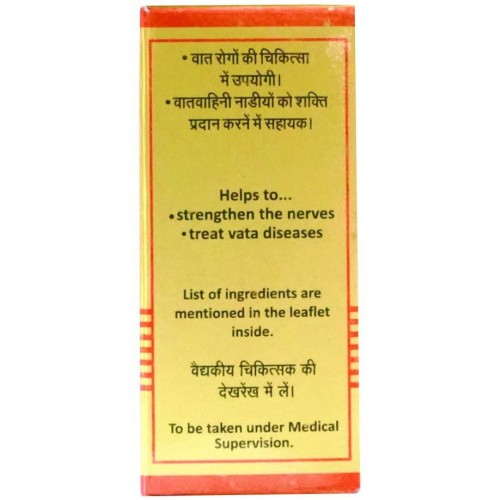 • वात रोगों की चिकित्सा
में उपयोगी।
• वातवाहिनी नाडीयों को शक्ति
प्रदान करनें में सहायक।
Helps to...
• strengthen the nerves
• treat vata diseases
List of ingredients are
mentioned in the leaflet
inside.
वैद्यकीय चिकित्सक की
देखरेंख में लें।
To be taken under Medical
Supervision.